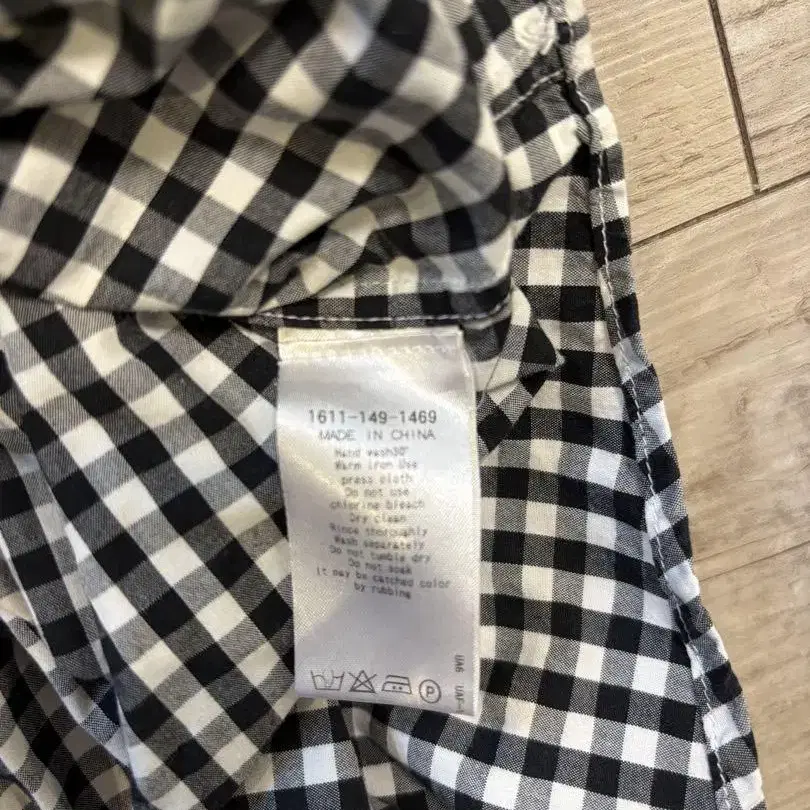 1611-149-1469
MADE IN CHINA
Hand wash30°
Warm iron Use
press cloth
Do not use
chlorine bleach
Dry clean
Rinse thoroughly
Wash separately
Do not tumble dry
Do not soak
it may be catched color
by rubbing
P